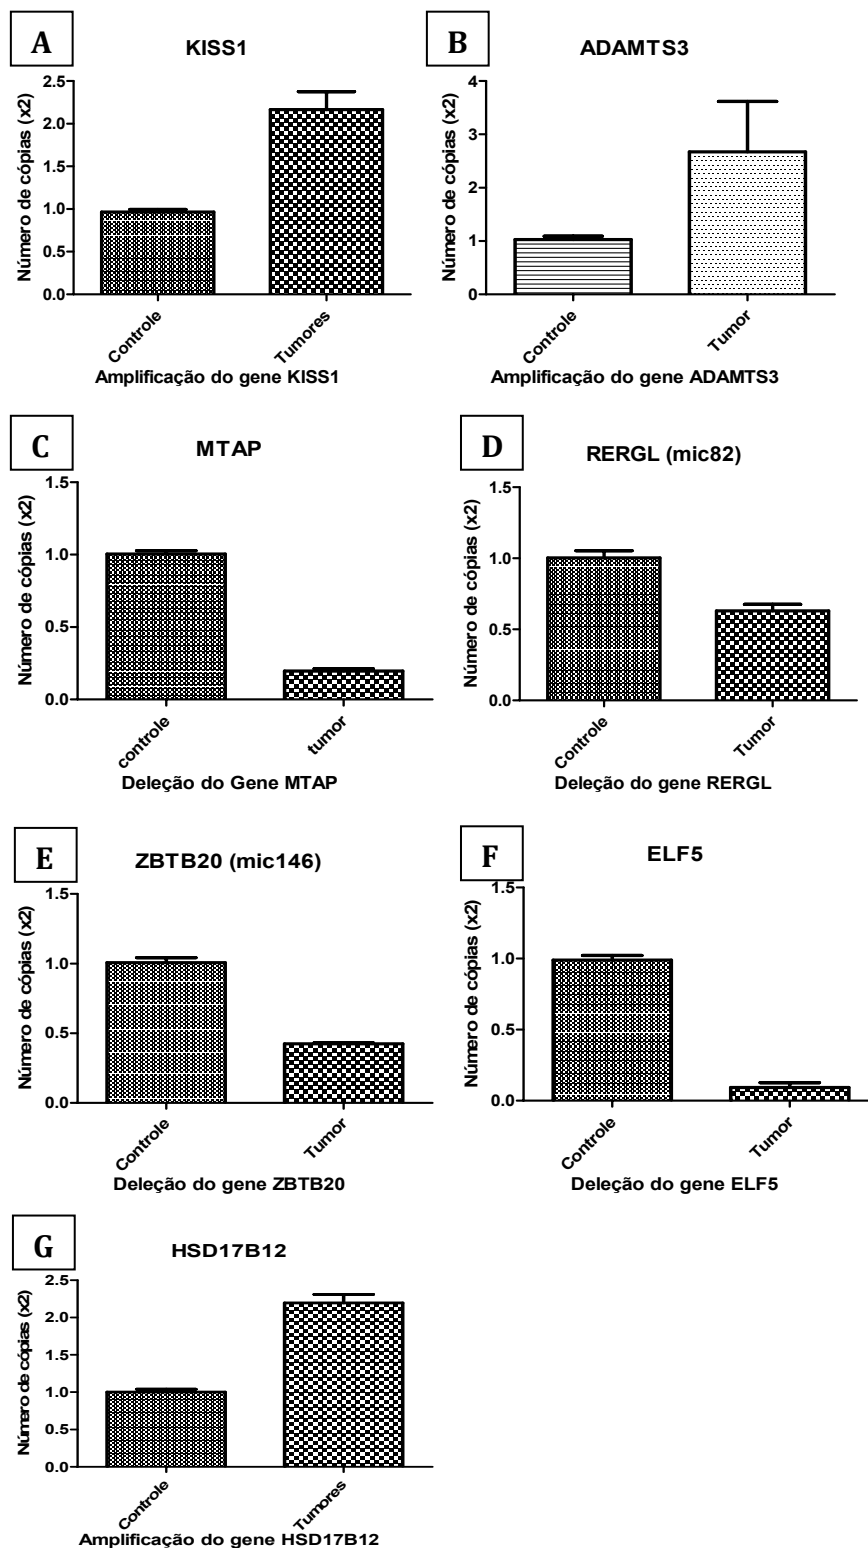 A
KISS1
Número de cópias (x2)
2.5
2.0
1.5
1.0
0.5
0.0
Controle
Tumores
Amplificação do gene KISS1
B
ADAMTS3
Número de cópias (x2)
4
3
2
1
0
Controle
Tumor
Amplificação do gene ADAMTS3
C
MTAP
Número de cópias (x2)
1.5
1.0
0.5
0.0
controle
tumor
Deleção do Gene MTAP
D
RERGL (mic82)
Número de cópias (x2)
1.5
1.0
0.5
0.0
Controle
Tumor
Deleção do gene RERGL
E
ZBTB20 (mic146)
Número de cópias (x2)
1.5
1.0
0.5
0.0
Controle
Tumor
Deleção do gene ZBTB20
F
ELF5
Número de cópias (x2)
1.5
1.0
0.5
0.0
Controle
Tumor
Deleção do gene ELF5
G
HSD17B12
Número de cópias (x2)
2.5
2.0
1.5
1.0
0.5
0.0
Controle
Tumores
Amplificação do gene HSD17B12